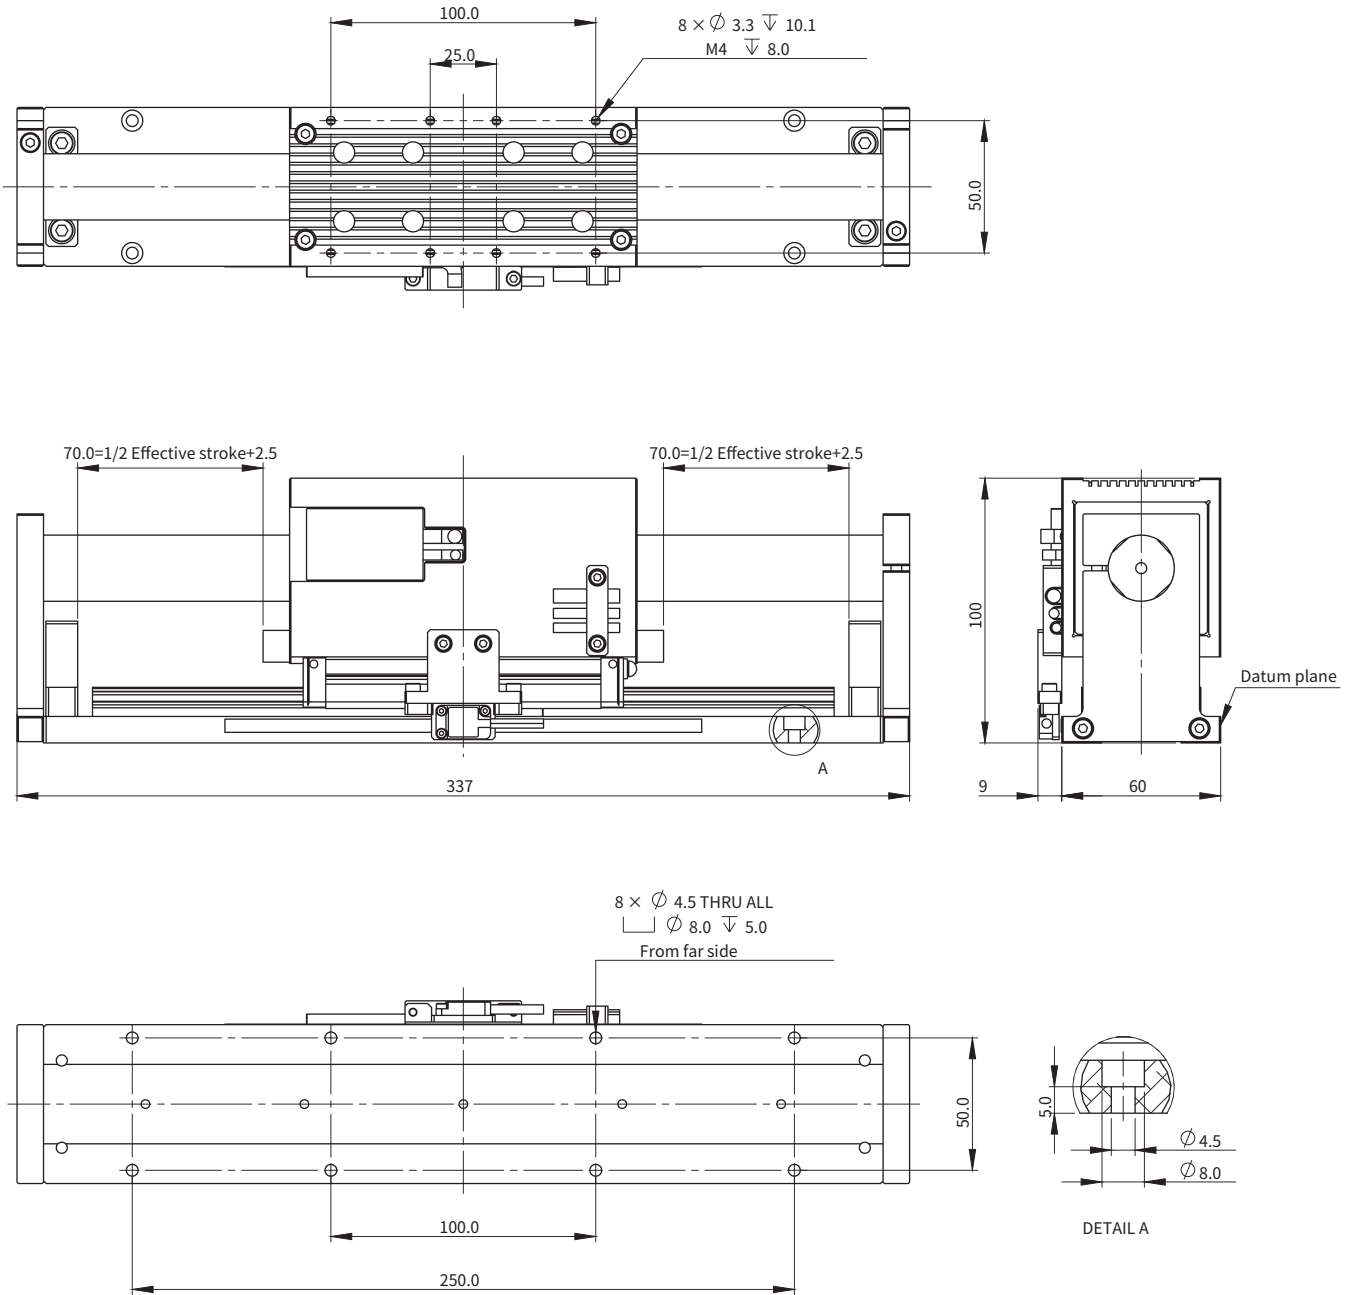 100.0
8 × ∅ 3.3 ↧ 10.1
25.0
M4 ↧ 8.0
50.0
70.0=1/2 Effective stroke+2.5
70.0=1/2 Effective stroke+2.5
100
Datum plane
A
337
9
60
8 × ∅ 4.5 THRU ALL
⌴ ∅ 8.0 ↧ 5.0
From far side
50.0
5.0
∅ 4.5
∅ 8.0
100.0
DETAIL A
250.0